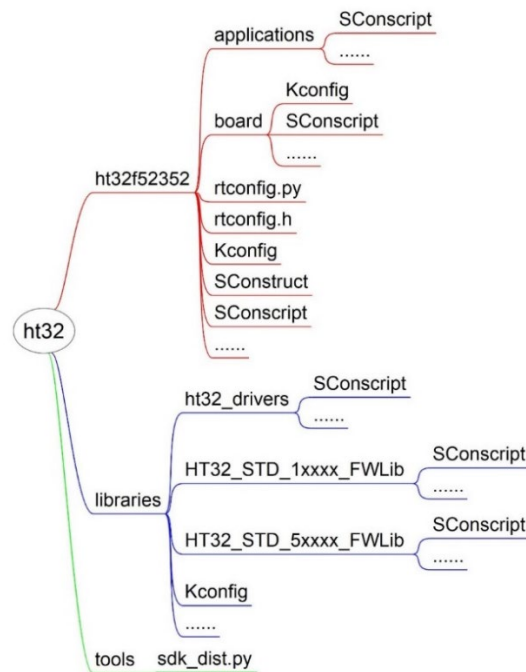 SConscript
applications
......
Kconfig
board
SConscript
......
ht32f52352
rtconfig.py
rtconfig.h
Kconfig
SConstruct
SConscript
......
ht32
SConscript
ht32_drivers
......
SConscript
HT32_STD_1xxxx_FWLib
......
libraries
SConscript
HT32_STD_5xxxx_FWLib
......
Kconfig
......
tools
sdk_dist.py